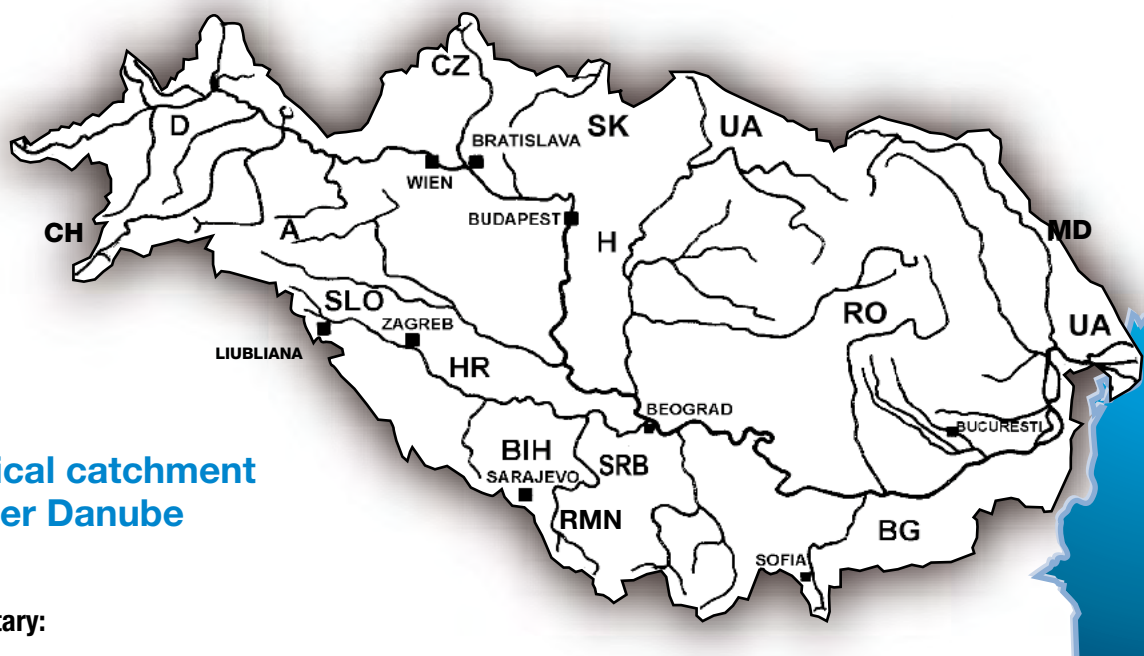 CZ
D
BRATISLAVA
SK
UA
WIEN
BUDAPEST
CH
A
H
MD
SLO
ZAGREB
RO
UA
LIUBLIANA
HR
BEOGRAD
BUCURESTI
BIH
SARAJEVO
SRB
RMN
BG
SOFIA
ical catchment
er Danube
tary: